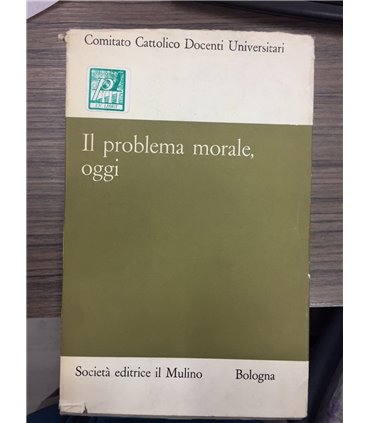 Comitato Cattolico Docenti Universitari
Il problema morale,
oggi
Società editrice il Mulino Bologna